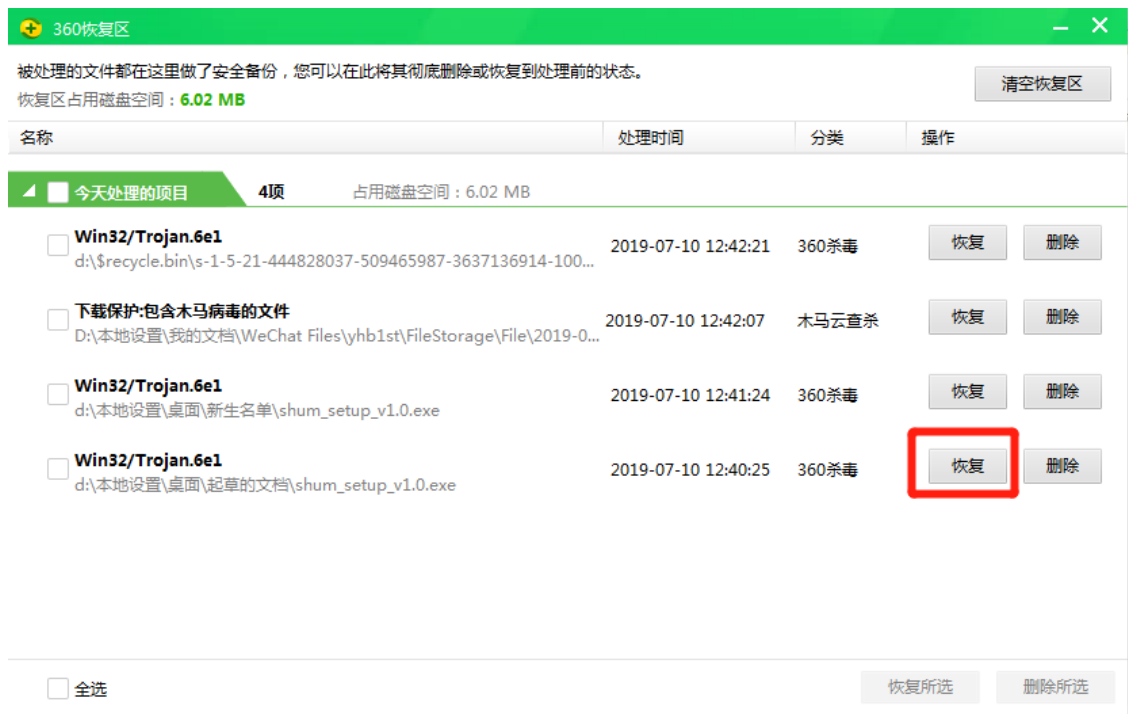 360恢复区
被处理的文件都在这里做了安全备份，您可以在此将其彻底删除或恢复到处理前的状态。
恢复区占用磁盘空间：6.02 MB
清空恢复区
名称 处理时间 分类 操作
今天处理的项目 4项 占用磁盘空间：6.02 MB
Win32/Trojan.6e1
d:\$recycle.bin\s-1-5-21-444828037-509465987-3637136914-100...
2019-07-10 12:42:21 360杀毒 恢复 删除
下载保护:包含木马病毒的文件
D:\本地设置\我的文档\WeChat Files\yhb1st\FileStorage\File\2019-0...
2019-07-10 12:42:07 木马云查杀 恢复 删除
Win32/Trojan.6e1
d:\本地设置\桌面\新生名单\shum_setup_v1.0.exe
2019-07-10 12:41:24 360杀毒 恢复 删除
Win32/Trojan.6e1
d:\本地设置\桌面\起草的文档\shum_setup_v1.0.exe
2019-07-10 12:40:25 360杀毒 恢复 删除
全选 恢复所选 删除所选